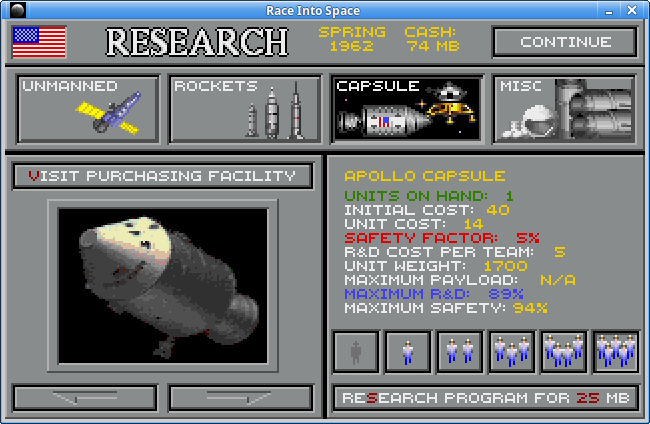 Race Into Space
RESEARCH
SPRING
1962
CASH:
74 MB
CONTINUE
UNMANNED
ROCKETS
CAPSULE
MISC
VISIT PURCHASING FACILITY
APOLLO CAPSULE
UNITS ON HAND: 1
INITIAL COST: 40
UNIT COST: 14
SAFETY FACTOR: 5%
R&D COST PER TEAM: 5
UNIT WEIGHT: 1700
MAXIMUM PAYLOAD: N/A
MAXIMUM R&D: 89%
MAXIMUM SAFETY: 94%
RESEARCH PROGRAM FOR 25 MB